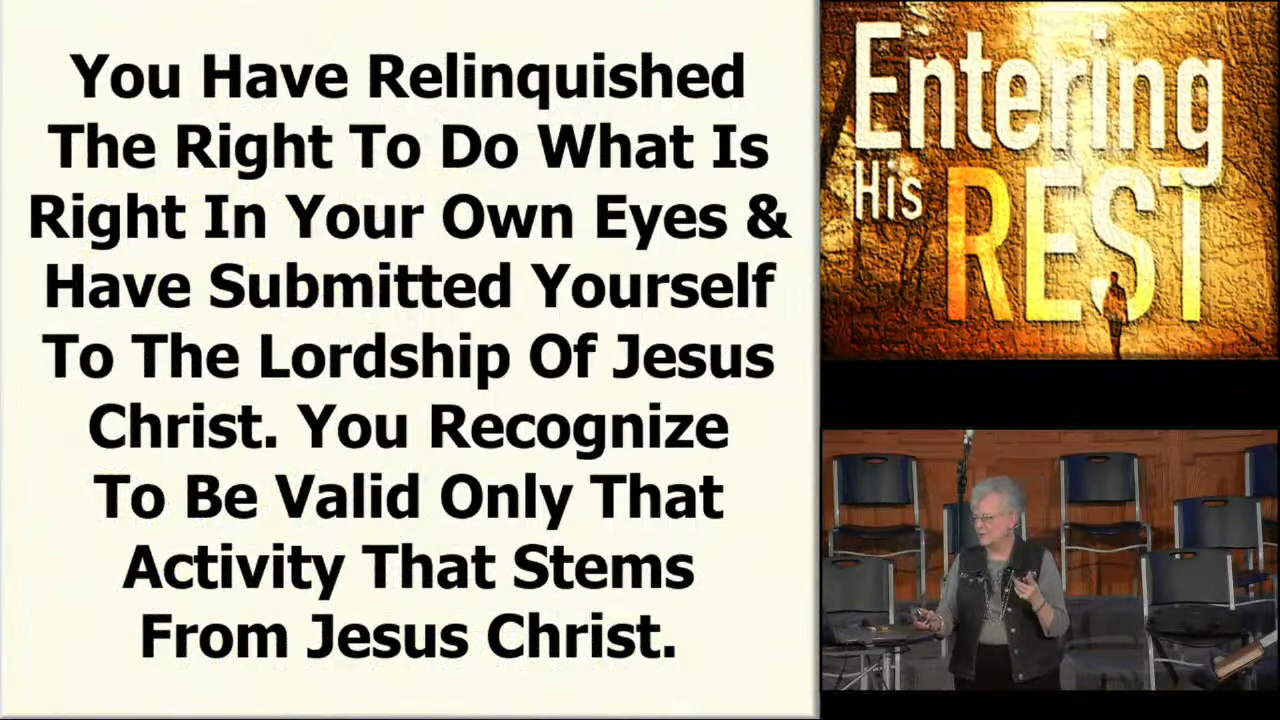 You Have Relinquished
The Right To Do What Is
Right In Your Own Eyes &
Have Submitted Yourself
To The Lordship Of Jesus
Christ. You Recognize
To Be Valid Only That
Activity That Stems
From Jesus Christ.
Entering
His REST